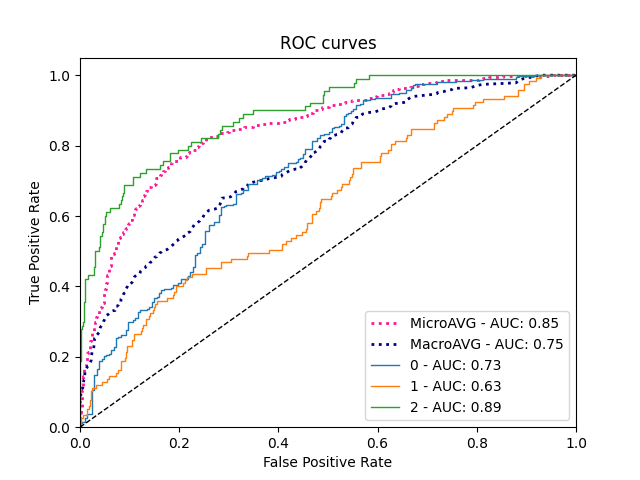 ROC curves
True Positive Rate
1.0
0.8
0.6
0.4
0.2
0.0
MicroAVG - AUC: 0.85
MacroAVG - AUC: 0.75
0 - AUC: 0.73
1 - AUC: 0.63
2 - AUC: 0.89
0.0 0.2 0.4 0.6 0.8 1.0
False Positive Rate